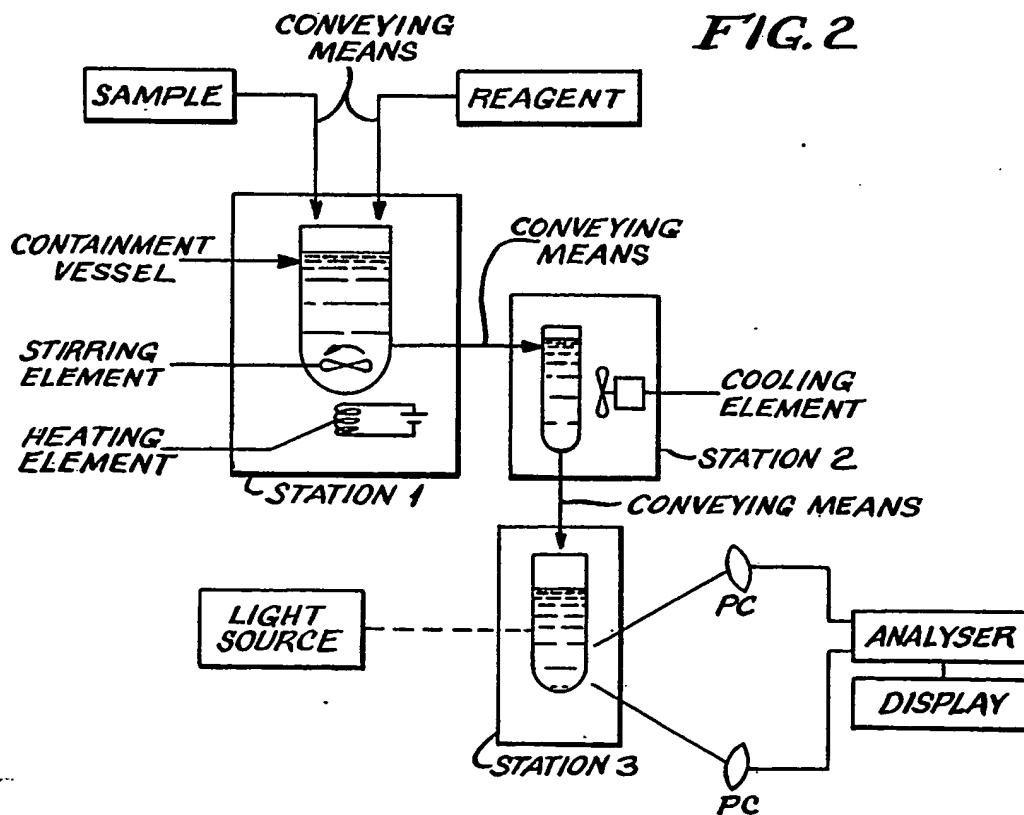 FIG. 2
CONVEYING
MEANS
SAMPLE
REAGENT
CONTAINMENT
VESSEL
CONVEYING
MEANS
STIRRING
ELEMENT
COOLING
ELEMENT
HEATING
ELEMENT
STATION 1
STATION 2
CONVEYING MEANS
LIGHT
SOURCE
PC
ANALYSER
DISPLAY
STATION 3
PC